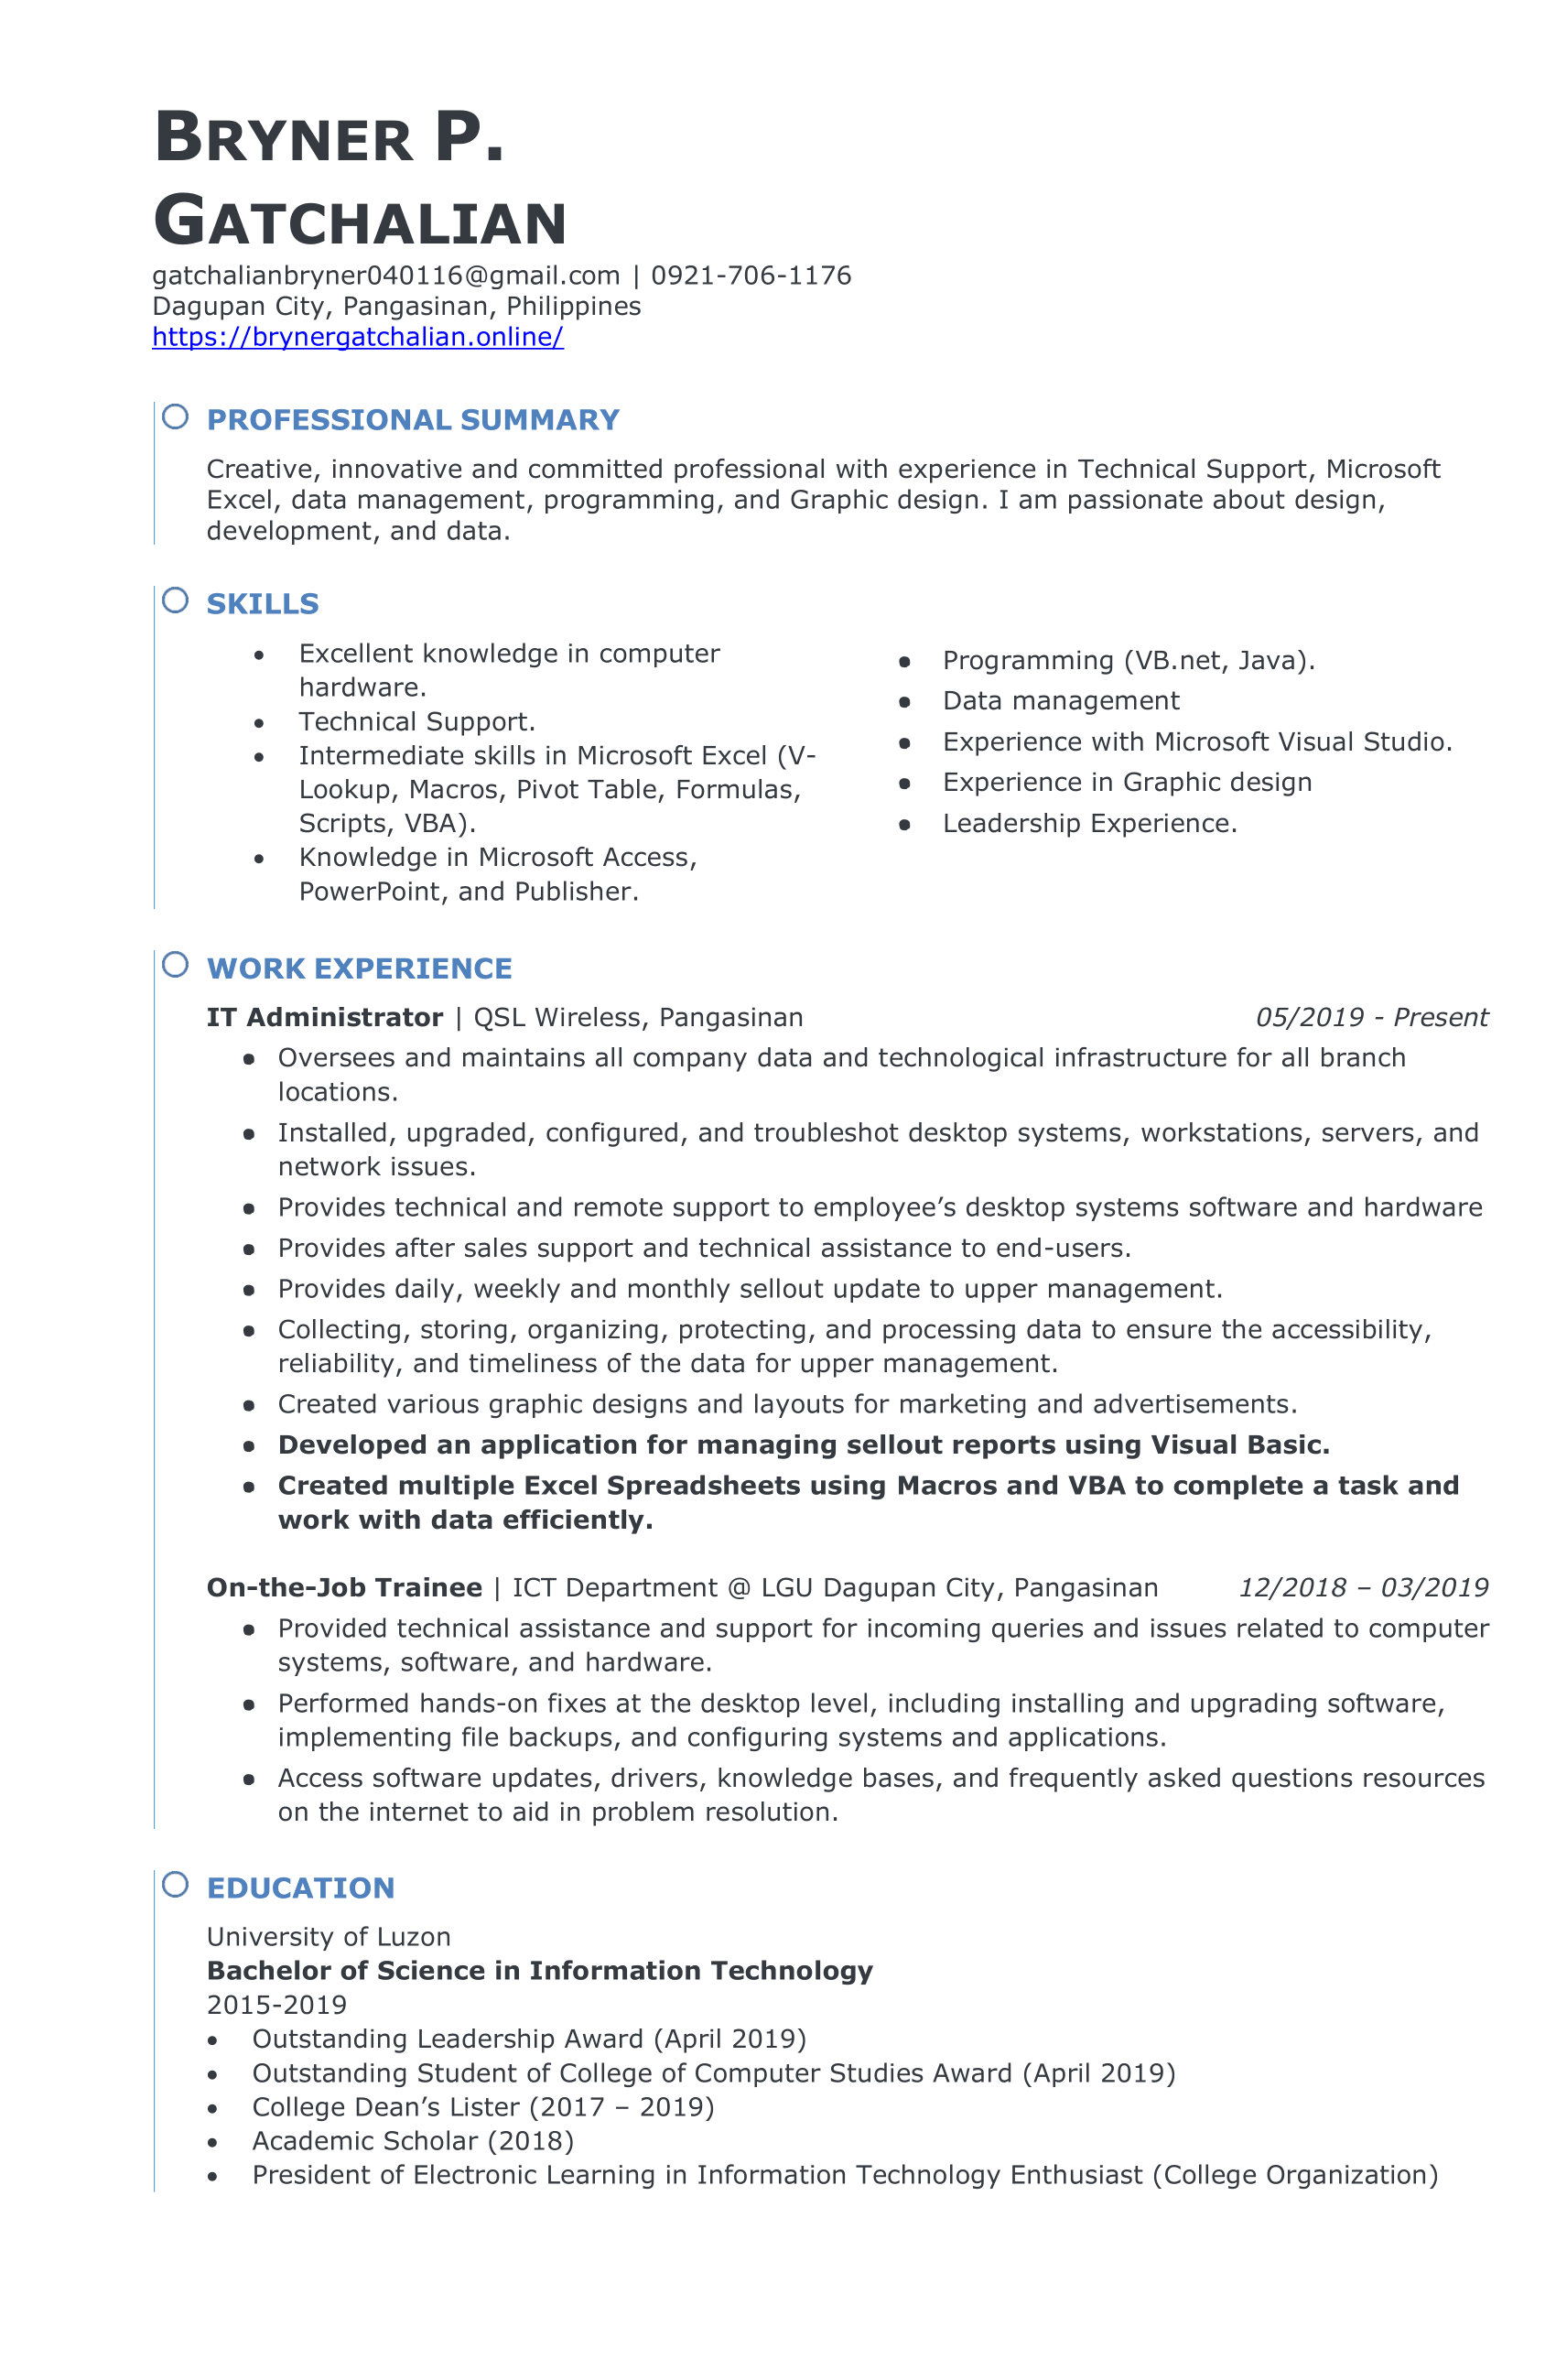 BRYNER P.
GATCHALIAN
gatchalianbryner040116@gmail.com | 0921-706-1176
Dagupan City, Pangasinan, Philippines
https://brynergatchalian.online/
PROFESSIONAL SUMMARY
Creative, innovative and committed professional with experience in Technical Support, Microsoft
Excel, data management, programming, and Graphic design. I am passionate about design,
development, and data.
SKILLS
• Excellent knowledge in computer
hardware.
• Technical Support.
• Intermediate skills in Microsoft Excel (V-
Lookup, Macros, Pivot Table, Formulas,
Scripts, VBA).
• Knowledge in Microsoft Access,
PowerPoint, and Publisher.
• Programming (VB.net, Java).
• Data management
• Experience with Microsoft Visual Studio.
• Experience in Graphic design
• Leadership Experience.
WORK EXPERIENCE
IT Administrator | QSL Wireless, Pangasinan 05/2019 - Present
• Oversees and maintains all company data and technological infrastructure for all branch
locations.
• Installed, upgraded, configured, and troubleshot desktop systems, workstations, servers, and
network issues.
• Provides technical and remote support to employee’s desktop systems software and hardware
• Provides after sales support and technical assistance to end-users.
• Provides daily, weekly and monthly sellout update to upper management.
• Collecting, storing, organizing, protecting, and processing data to ensure the accessibility,
reliability, and timeliness of the data for upper management.
• Created various graphic designs and layouts for marketing and advertisements.
• Developed an application for managing sellout reports using Visual Basic.
• Created multiple Excel Spreadsheets using Macros and VBA to complete a task and
work with data efficiently.
On-the-Job Trainee | ICT Department @ LGU Dagupan City, Pangasinan 12/2018 – 03/2019
• Provided technical assistance and support for incoming queries and issues related to computer
systems, software, and hardware.
• Performed hands-on fixes at the desktop level, including installing and upgrading software,
implementing file backups, and configuring systems and applications.
• Access software updates, drivers, knowledge bases, and frequently asked questions resources
on the internet to aid in problem resolution.
EDUCATION
University of Luzon
Bachelor of Science in Information Technology
2015-2019
• Outstanding Leadership Award (April 2019)
• Outstanding Student of College of Computer Studies Award (April 2019)
• College Dean’s Lister (2017 – 2019)
• Academic Scholar (2018)
• President of Electronic Learning in Information Technology Enthusiast (College Organization)